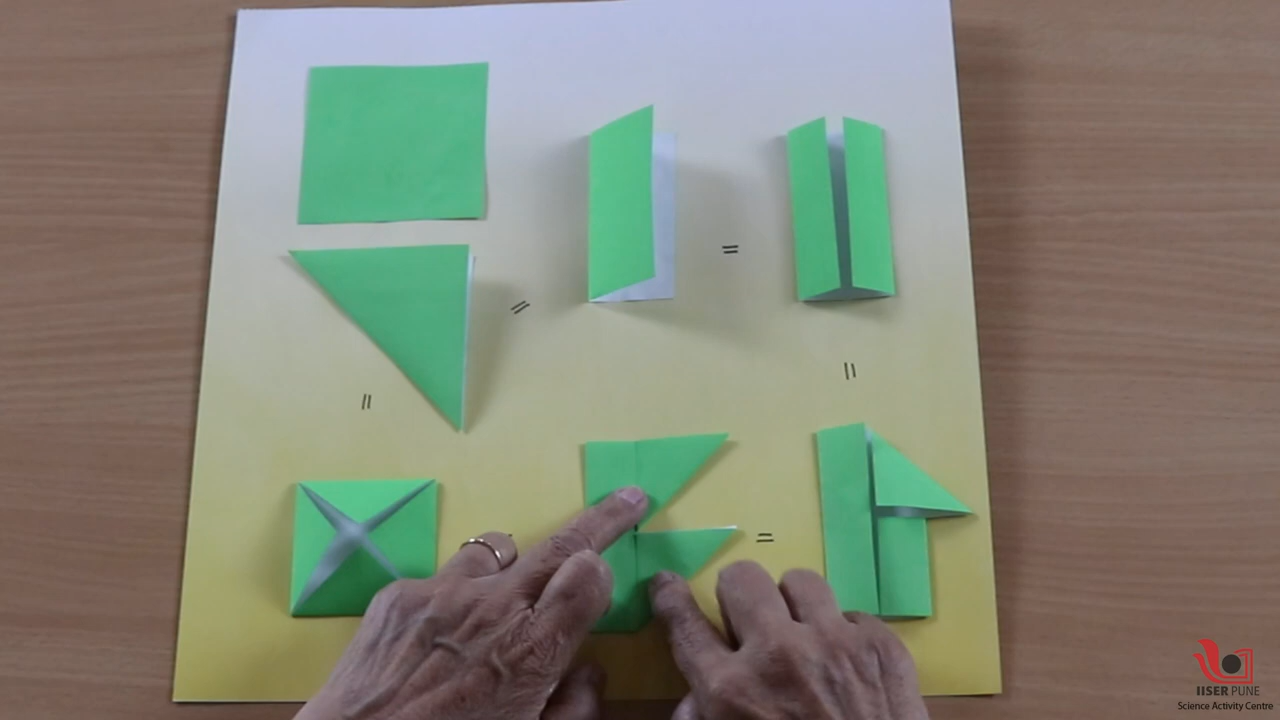 =
=
=
=
=
IISER PUNE
Science Activity Centre